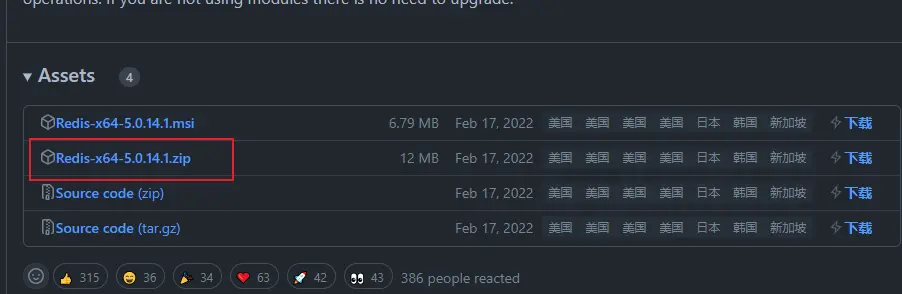 operations. If you are not using modules there is no need to upgrade.
Assets 4
Redis-x64-5.0.14.1.msi 6.79 MB Feb 17, 2022 美国 美国 美国 美国 日本 韩国 新加坡 下载
Redis-x64-5.0.14.1.zip 12 MB Feb 17, 2022 美国 美国 美国 美国 日本 韩国 新加坡 下载
Source code (zip) Feb 17, 2022 美国 美国 美国 美国 日本 韩国 新加坡 下载
Source code (tar.gz) Feb 17, 2022 美国 美国 美国 美国 日本 韩国 新加坡 下载
315 36 34 63 42 43 386 people reacted